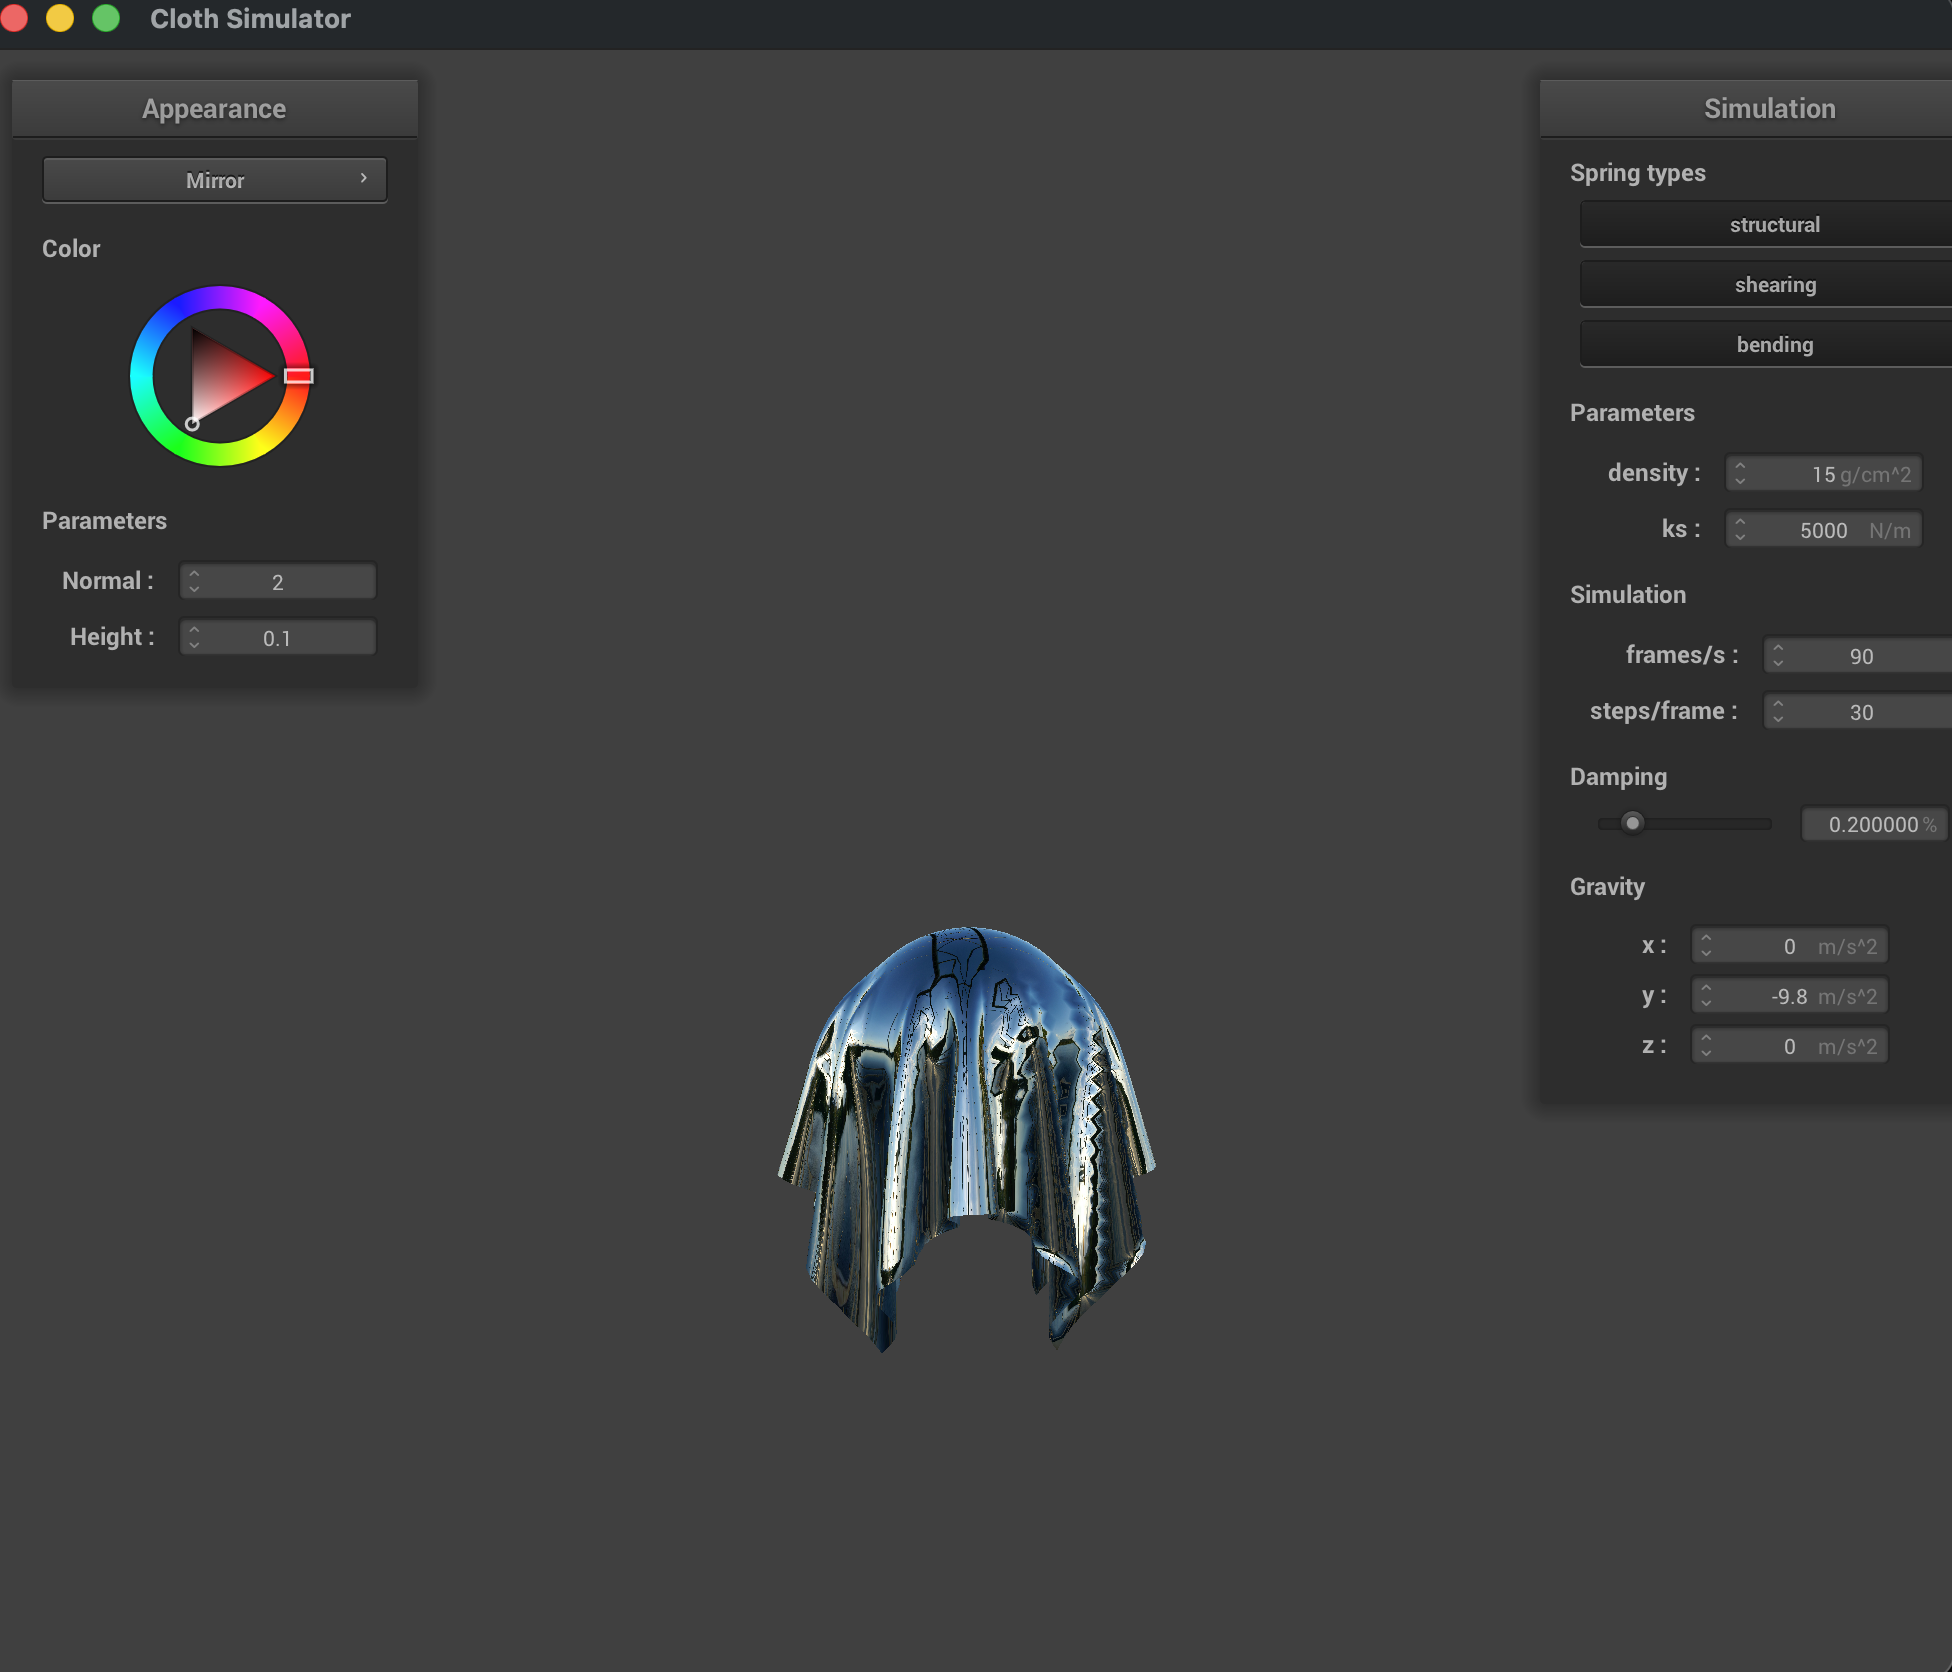 Cloth Simulator
Appearance
Mirror
Color
Parameters
Normal : 2
Height : 0.1
Simulation
Spring types
structural
shearing
bending
Parameters
density : 15 g/cm^2
ks : 5000 N/m
Simulation
frames/s : 90
steps/frame : 30
Damping
0.200000 %
Gravity
x : 0 m/s^2
y : -9.8 m/s^2
z : 0 m/s^2